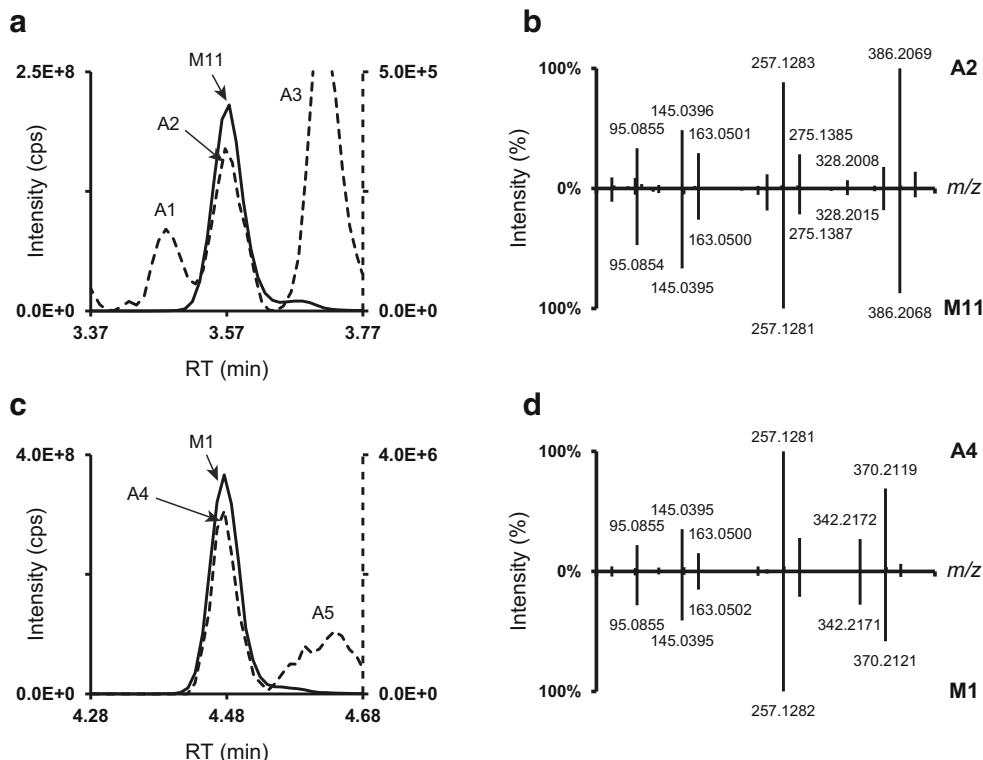 a
2.5E+8
5.0E+5
M11
A2
A3
A1
Intensity (cps)
0.0E+0
0.0E+0
3.37
3.57
3.77
RT (min)
b
100%
257.1283
386.2069
A2
145.0396
95.0855
163.0501
275.1385
328.2008
Intensity (%)
0%
m/z
328.2015
163.0500
275.1387
95.0854
145.0395
386.2068
100%
257.1281
M11
c
M1
4.0E+8
4.0E+6
A4
A5
Intensity (cps)
0.0E+0
0.0E+0
4.28
4.48
4.68
RT (min)
d
257.1281
100%
A4
370.2119
145.0395
342.2172
95.0855
163.0500
Intensity (%)
0%
m/z
163.0502
95.0855
342.2171
145.0395
370.2121
100%
M1
257.1282